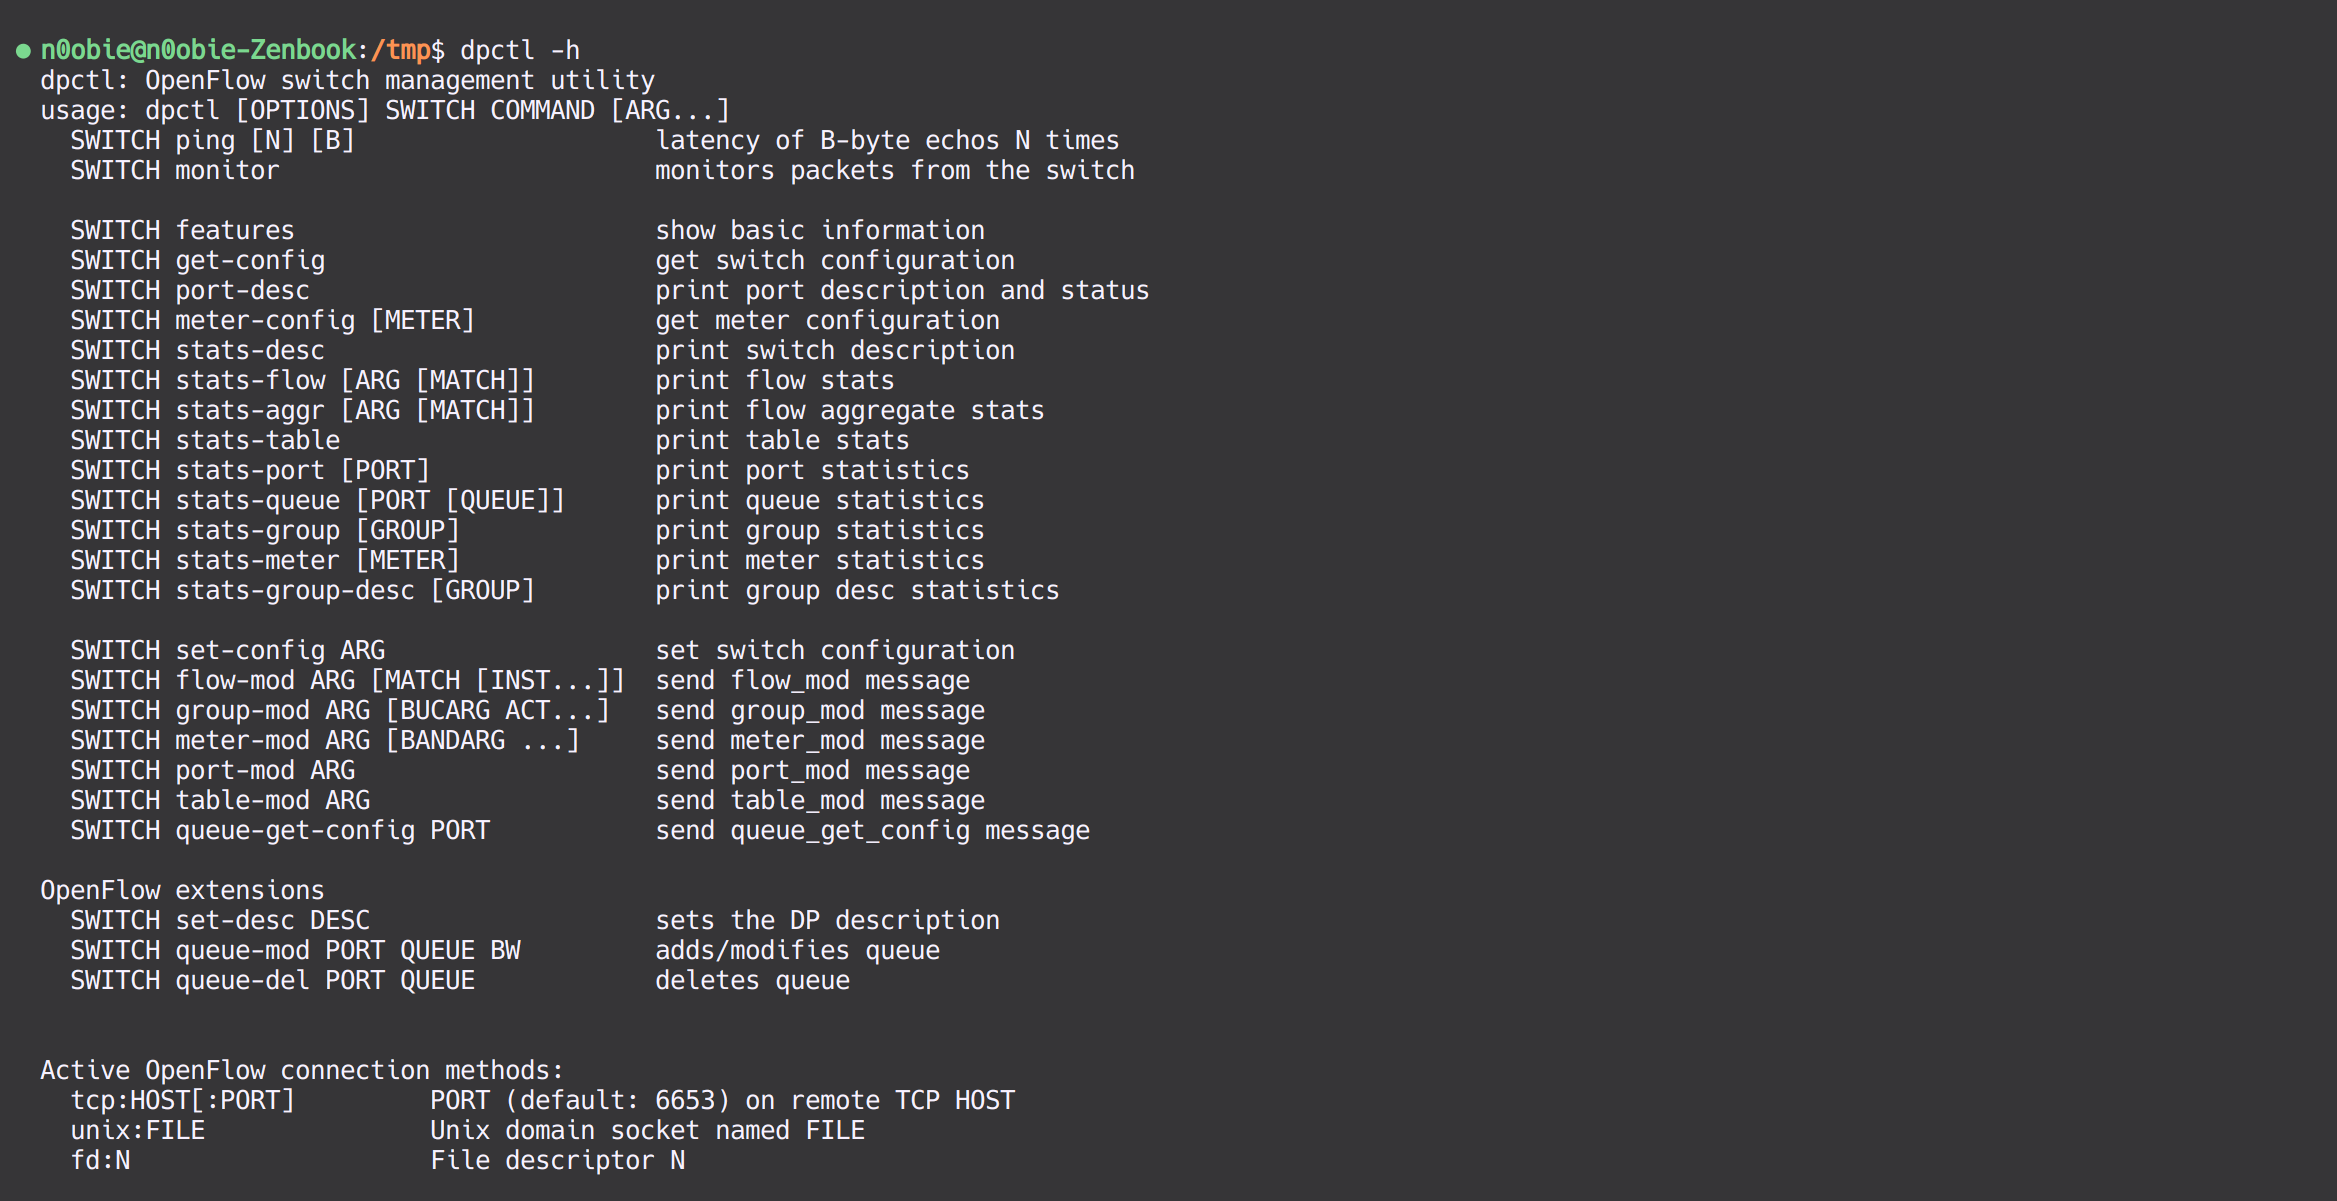 n0obie@n0obie-Zenbook:/tmp$ dpctl -h
dpctl: OpenFlow switch management utility
usage: dpctl [OPTIONS] SWITCH COMMAND [ARG...]
  SWITCH ping [N] [B]                    latency of B-byte echos N times
  SWITCH monitor                         monitors packets from the switch

  SWITCH features                        show basic information
  SWITCH get-config                      get switch configuration
  SWITCH port-desc                       print port description and status
  SWITCH meter-config [METER]            get meter configuration
  SWITCH stats-desc                      print switch description
  SWITCH stats-flow [ARG [MATCH]]        print flow stats
  SWITCH stats-aggr [ARG [MATCH]]        print flow aggregate stats
  SWITCH stats-table                     print table stats
  SWITCH stats-port [PORT]               print port statistics
  SWITCH stats-queue [PORT [QUEUE]]      print queue statistics
  SWITCH stats-group [GROUP]             print group statistics
  SWITCH stats-meter [METER]             print meter statistics
  SWITCH stats-group-desc [GROUP]        print group desc statistics

  SWITCH set-config ARG                  set switch configuration
  SWITCH flow-mod ARG [MATCH [INST...]]  send flow_mod message
  SWITCH group-mod ARG [BUCARG ACT...]   send group_mod message
  SWITCH meter-mod ARG [BANDARG ...]     send meter_mod message
  SWITCH port-mod ARG                    send port_mod message
  SWITCH table-mod ARG                   send table_mod message
  SWITCH queue-get-config PORT           send queue_get_config message

OpenFlow extensions
  SWITCH set-desc DESC                   sets the DP description
  SWITCH queue-mod PORT QUEUE BW         adds/modifies queue
  SWITCH queue-del PORT QUEUE            deletes queue


Active OpenFlow connection methods:
  tcp:HOST[:PORT]         PORT (default: 6653) on remote TCP HOST
  unix:FILE               Unix domain socket named FILE
  fd:N                    File descriptor N